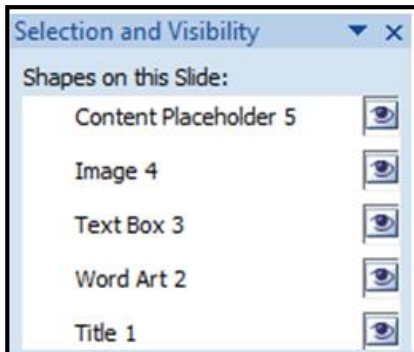 Selection and Visibility
Shapes on this Slide:
Content Placeholder 5
Image 4
Text Box 3
Word Art 2
Title 1